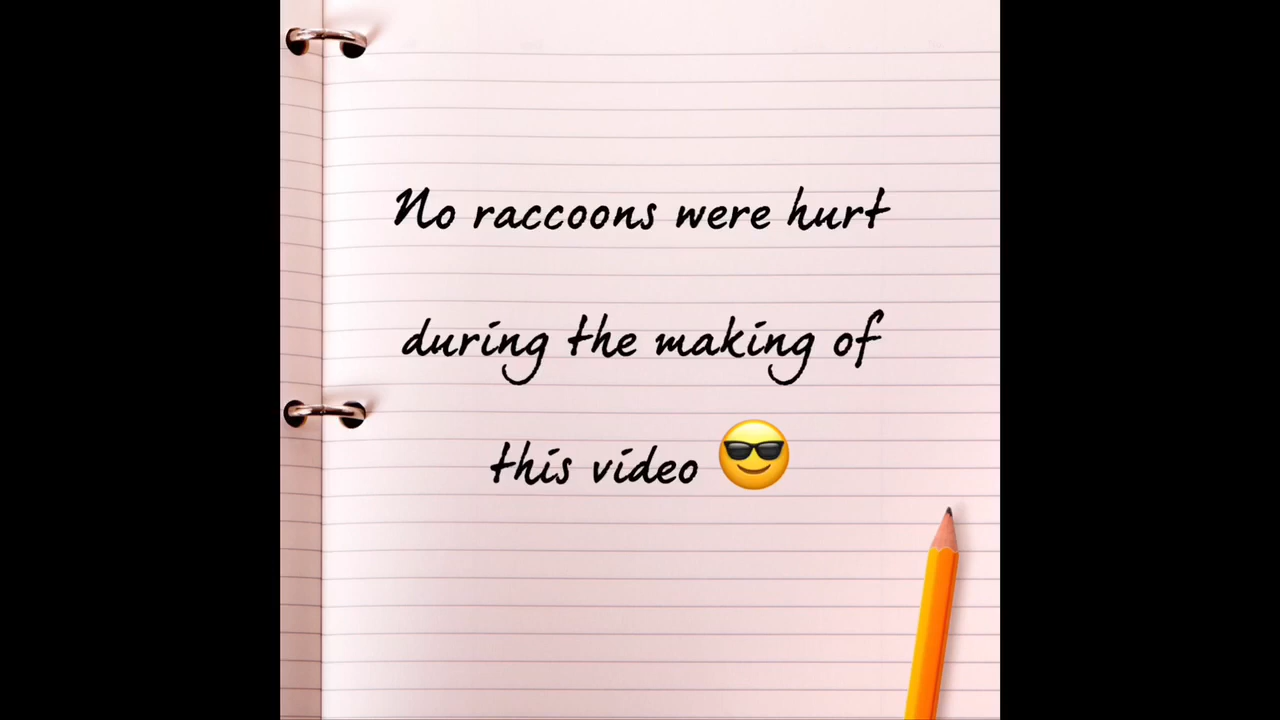 No raccoons were hurt
during the making of
this video 😎